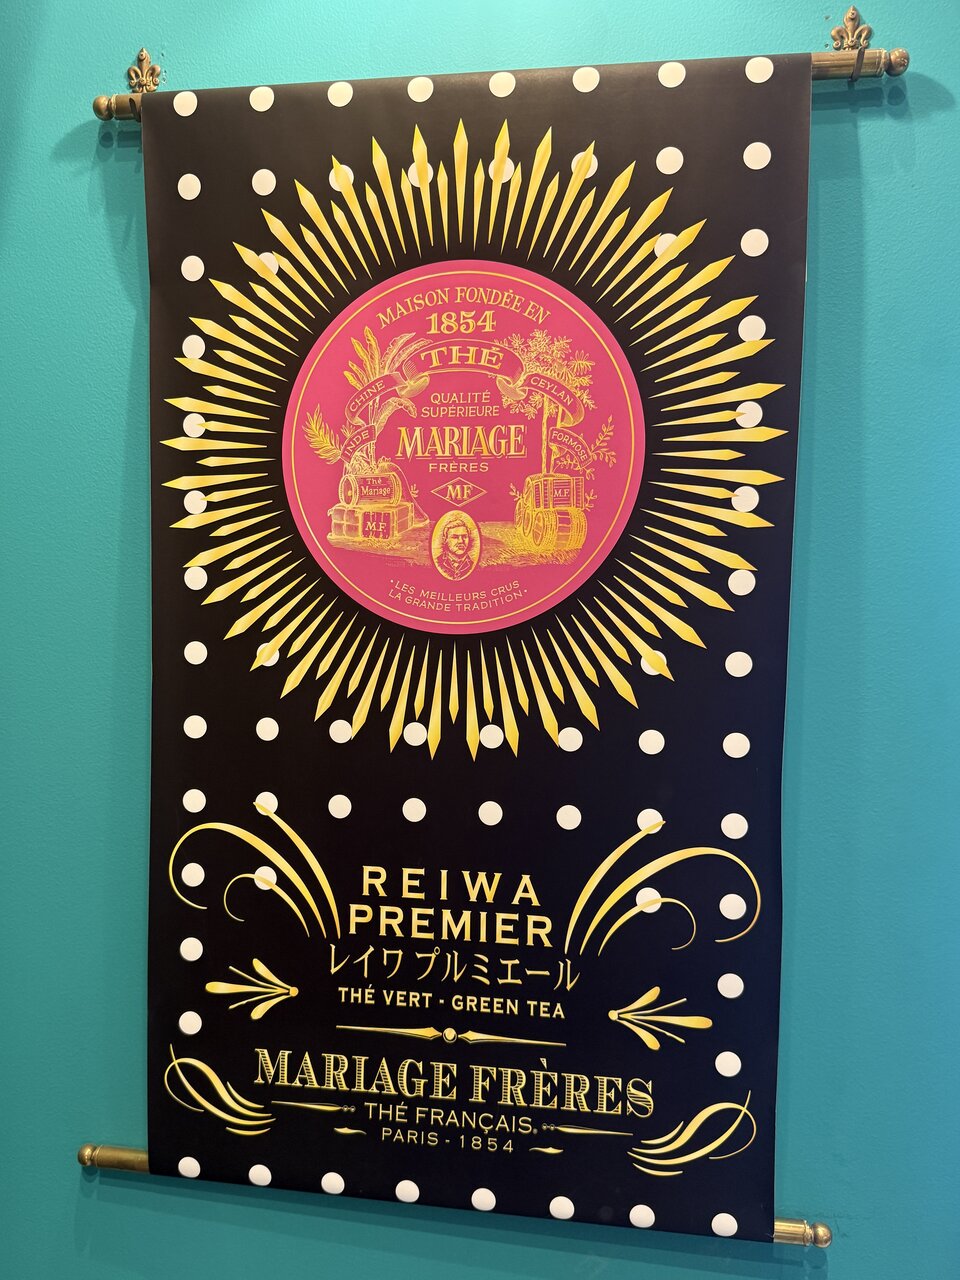 MAISON FONDÉE EN
1854
THÉ
CHINE
CEYLAN
INDE
FORMOSE
QUALITÉ
SUPÉRIEURE
MARIAGE
FRÈRES
MF
Thé
Mariage
M.F.
M.F.
·LES MEILLEURS CRUS
LA GRANDE TRADITION·
REIWA
PREMIER
レイワ プルミエール
THÉ VERT - GREEN TEA
MARIAGE FRÈRES
THÉ FRANÇAIS®
PARIS - 1854